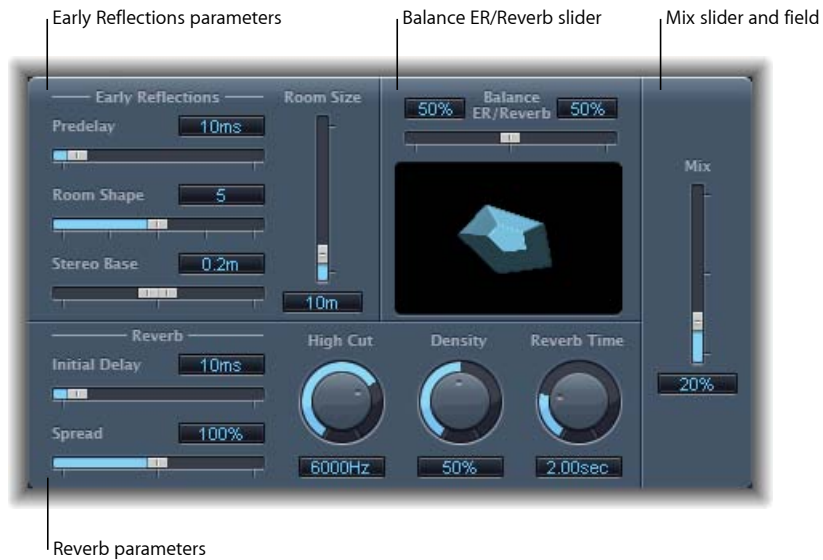 Early Reflections parameters
Balance ER/Reverb slider
Mix slider and field
Early Reflections
Room Size
Predelay
10ms
Room Shape
5
Stereo Base
0.2m
10m
50%
Balance
ER/Reverb
50%
Mix
20%
Reverb
Initial Delay
10ms
Spread
100%
High Cut
6000Hz
Density
50%
Reverb Time
2.00sec
Reverb parameters